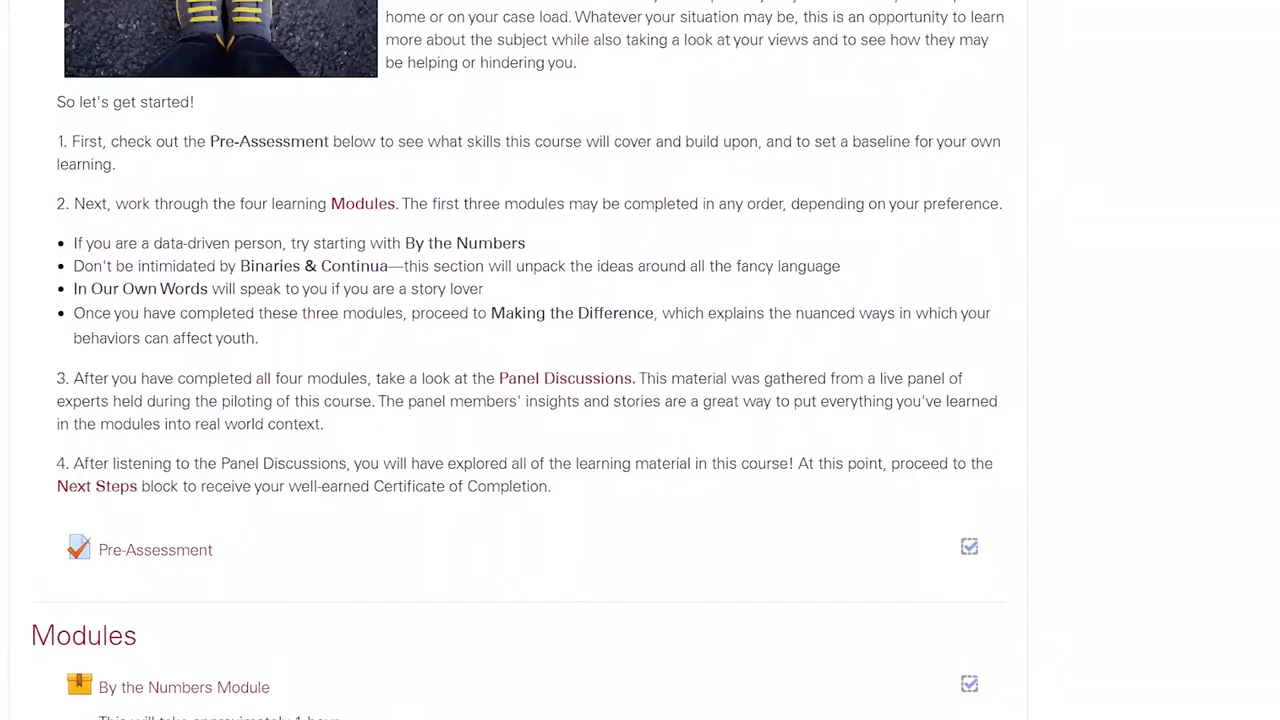 home or on your case load. Whatever your situation may be, this is an opportunity to learn
more about the subject while also taking a look at your views and to see how they may
be helping or hindering you.
So let's get started!
1. First, check out the Pre-Assessment below to see what skills this course will cover and build upon, and to set a baseline for your own
learning.
2. Next, work through the four learning Modules. The first three modules may be completed in any order, depending on your preference.
• If you are a data-driven person, try starting with By the Numbers
• Don't be intimidated by Binaries & Continua—this section will unpack the ideas around all the fancy language
• In Our Own Words will speak to you if you are a story lover
• Once you have completed these three modules, proceed to Making the Difference, which explains the nuanced ways in which your
behaviors can affect youth.
3. After you have completed all four modules, take a look at the Panel Discussions. This material was gathered from a live panel of
experts held during the piloting of this course. The panel members' insights and stories are a great way to put everything you've learned
in the modules into real world context.
4. After listening to the Panel Discussions, you will have explored all of the learning material in this course! At this point, proceed to the
Next Steps block to receive your well-earned Certificate of Completion.
Pre-Assessment
Modules
By the Numbers Module
This will take approximately 1 hour